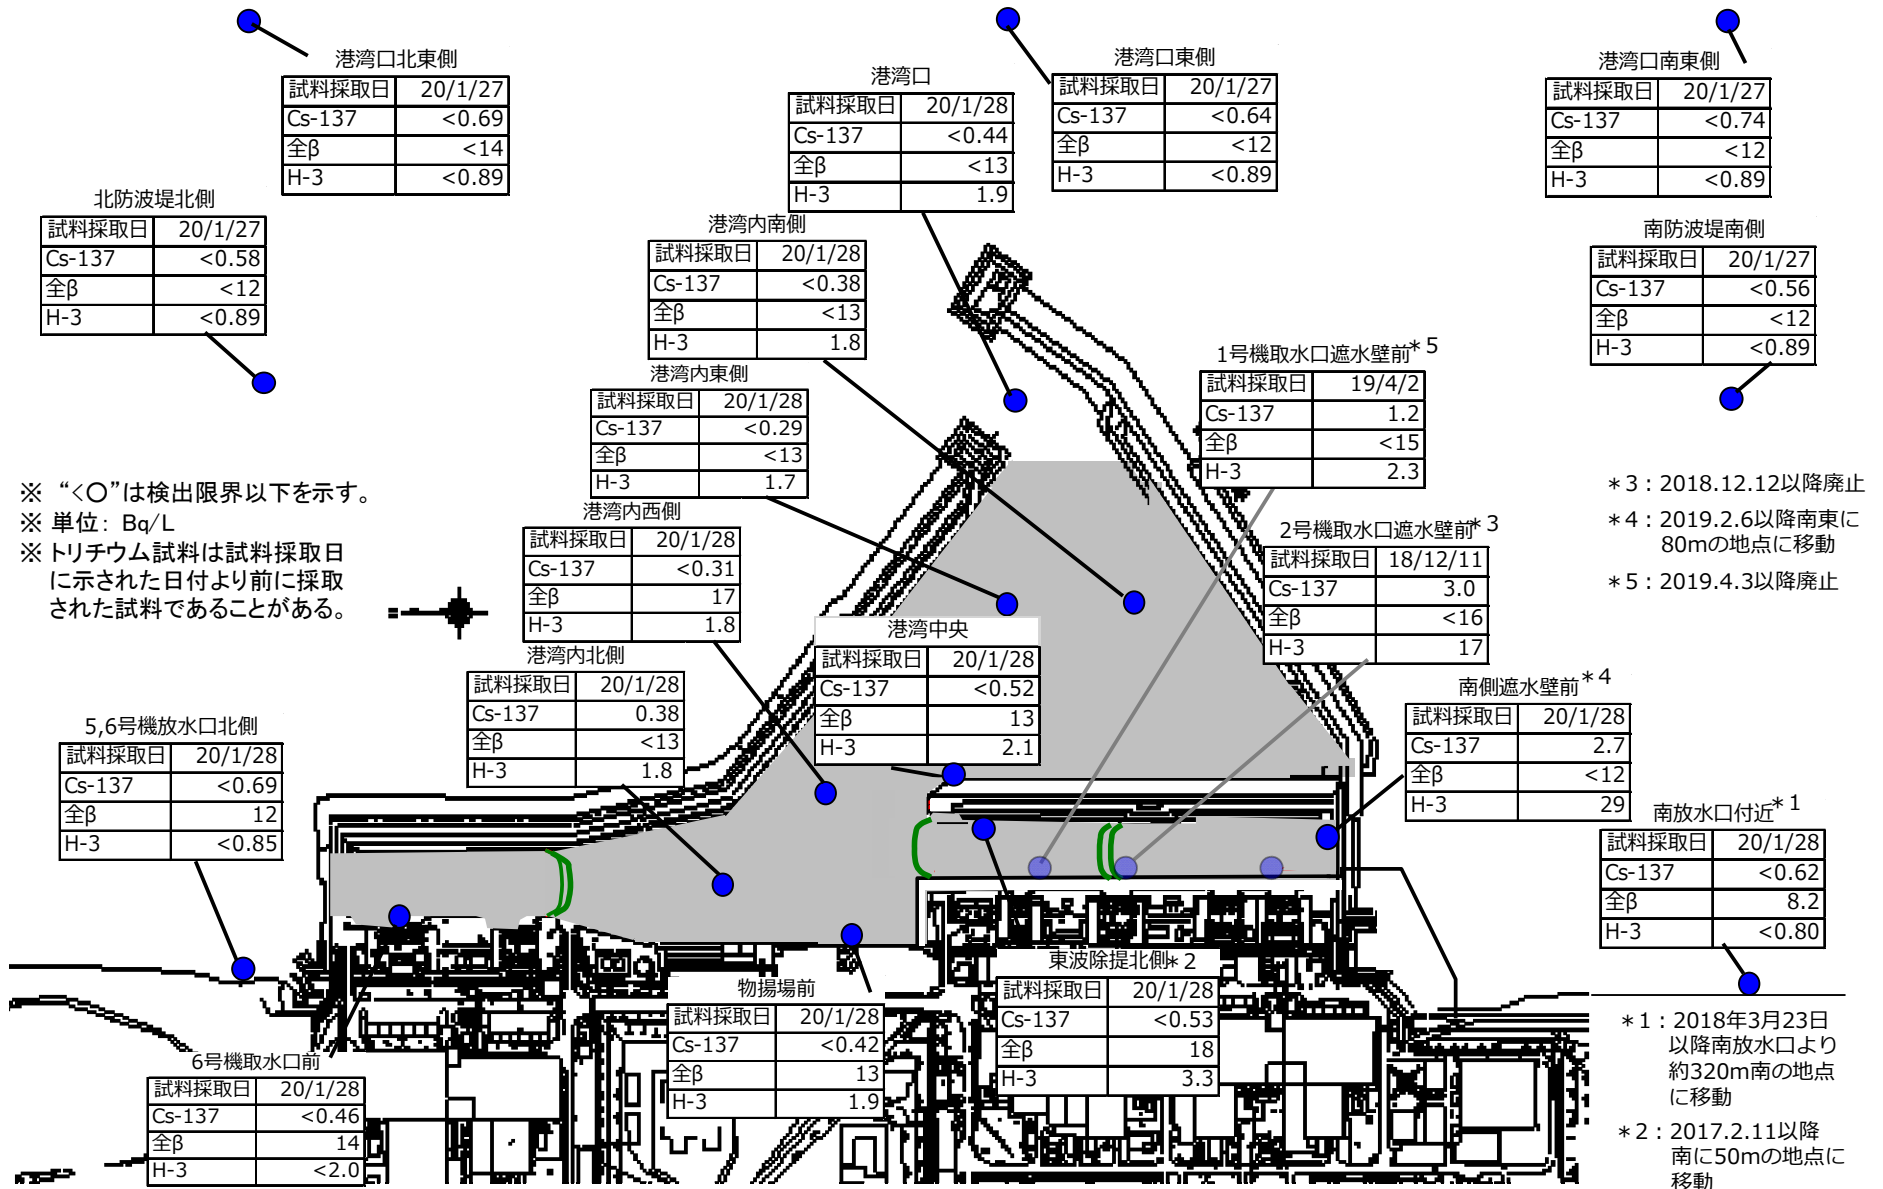 港湾口北東側
試料採取日 20/1/27
Cs-137 <0.69
全β <14
H-3 <0.89
港湾口
試料採取日 20/1/28
Cs-137 <0.44
全β <13
H-3 1.9
港湾口東側
試料採取日 20/1/27
Cs-137 <0.64
全β <12
H-3 <0.89
港湾口南東側
試料採取日 20/1/27
Cs-137 <0.74
全β <12
H-3 <0.89
北防波堤北側
試料採取日 20/1/27
Cs-137 <0.58
全β <12
H-3 <0.89
港湾内南側
試料採取日 20/1/28
Cs-137 <0.38
全β <13
H-3 1.8
南防波堤南側
試料採取日 20/1/27
Cs-137 <0.56
全β <12
H-3 <0.89
港湾内東側
試料採取日 20/1/28
Cs-137 <0.29
全β <13
H-3 1.7
1号機取水口遮水壁前＊5
試料採取日 19/4/2
Cs-137 1.2
全β <15
H-3 2.3
※ “<〇”は検出限界以下を示す。
※ 単位: Bq/L
※ トリチウム試料は試料採取日
に示された日付より前に採取
された試料であることがある。
港湾内西側
試料採取日 20/1/28
Cs-137 <0.31
全β 17
H-3 1.8
2号機取水口遮水壁前＊3
試料採取日 18/12/11
Cs-137 3.0
全β <16
H-3 17
＊3：2018.12.12以降廃止
＊4：2019.2.6以降南東に
80mの地点に移動
＊5：2019.4.3以降廃止
港湾中央
試料採取日 20/1/28
Cs-137 <0.52
全β 13
H-3 2.1
港湾内北側
試料採取日 20/1/28
Cs-137 0.38
全β <13
H-3 1.8
南側遮水壁前＊4
試料採取日 20/1/28
Cs-137 2.7
全β <12
H-3 29
5,6号機放水口北側
試料採取日 20/1/28
Cs-137 <0.69
全β 12
H-3 <0.85
南放水口付近＊1
試料採取日 20/1/28
Cs-137 <0.62
全β 8.2
H-3 <0.80
東波除堤北側＊2
試料採取日 20/1/28
Cs-137 <0.53
全β 18
H-3 3.3
物揚場前
試料採取日 20/1/28
Cs-137 <0.42
全β 13
H-3 1.9
6号機取水口前
試料採取日 20/1/28
Cs-137 <0.46
全β 14
H-3 <2.0
＊1：2018年3月23日
以降南放水口より
約320m南の地点
に移動
＊2：2017.2.11以降
南に50mの地点に
移動